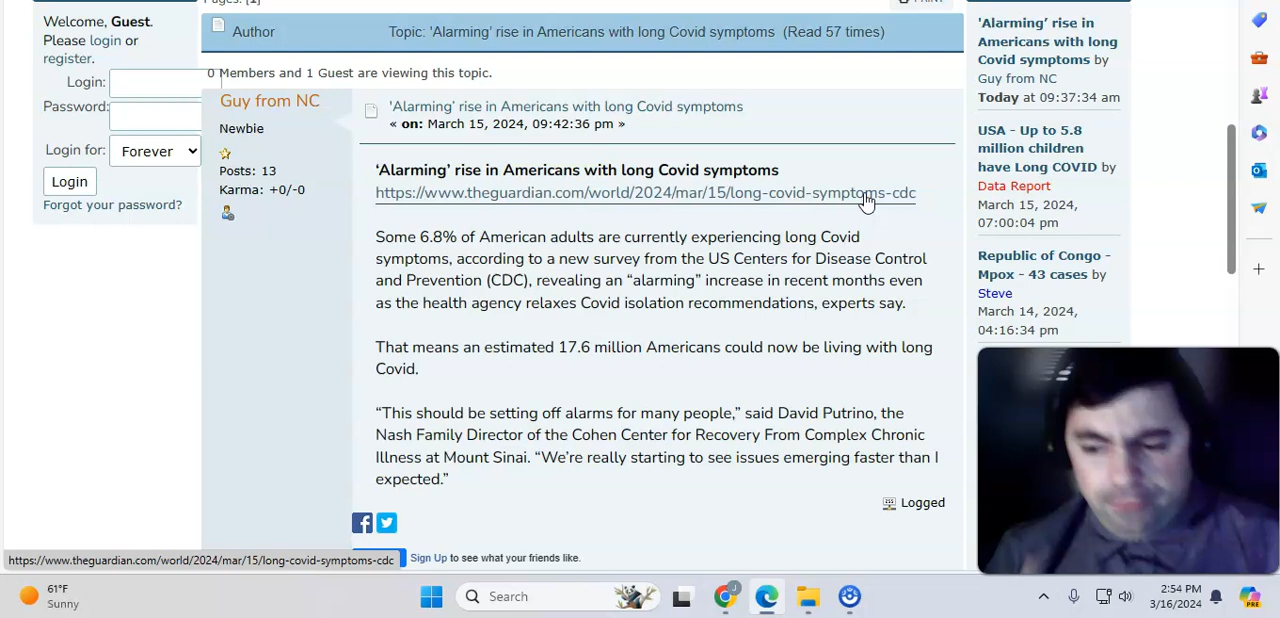 Pages: [1]
PRINT
Welcome, Guest.
Please login or
register.
Login:
Password:
Login for:
Forever
Login
Forgot your password?
Author
Topic: 'Alarming’ rise in Americans with long Covid symptoms (Read 57 times)
0 Members and 1 Guest are viewing this topic.
Guy from NC
Newbie
Posts: 13
Karma: +0/-0
'Alarming’ rise in Americans with long Covid symptoms
« on: March 15, 2024, 09:42:36 pm »
‘Alarming’ rise in Americans with long Covid symptoms
https://www.theguardian.com/world/2024/mar/15/long-covid-symptoms-cdc
Some 6.8% of American adults are currently experiencing long Covid
symptoms, according to a new survey from the US Centers for Disease Control
and Prevention (CDC), revealing an “alarming” increase in recent months even
as the health agency relaxes Covid isolation recommendations, experts say.
That means an estimated 17.6 million Americans could now be living with long
Covid.
“This should be setting off alarms for many people,” said David Putrino, the
Nash Family Director of the Cohen Center for Recovery From Complex Chronic
Illness at Mount Sinai. “We’re really starting to see issues emerging faster than I
expected.”
Logged
Sign Up to see what your friends like.
'Alarming’ rise in
Americans with long
Covid symptoms by
Guy from NC
Today at 09:37:34 am
USA - Up to 5.8
million children
have Long COVID by
Data Report
March 15, 2024,
07:00:04 pm
Republic of Congo -
Mpox - 43 cases by
Steve
March 14, 2024,
04:16:34 pm
https://www.theguardian.com/world/2024/mar/15/long-covid-symptoms-cdc
61°F
Sunny
Search
J
2:54 PM
3/16/2024
PRE